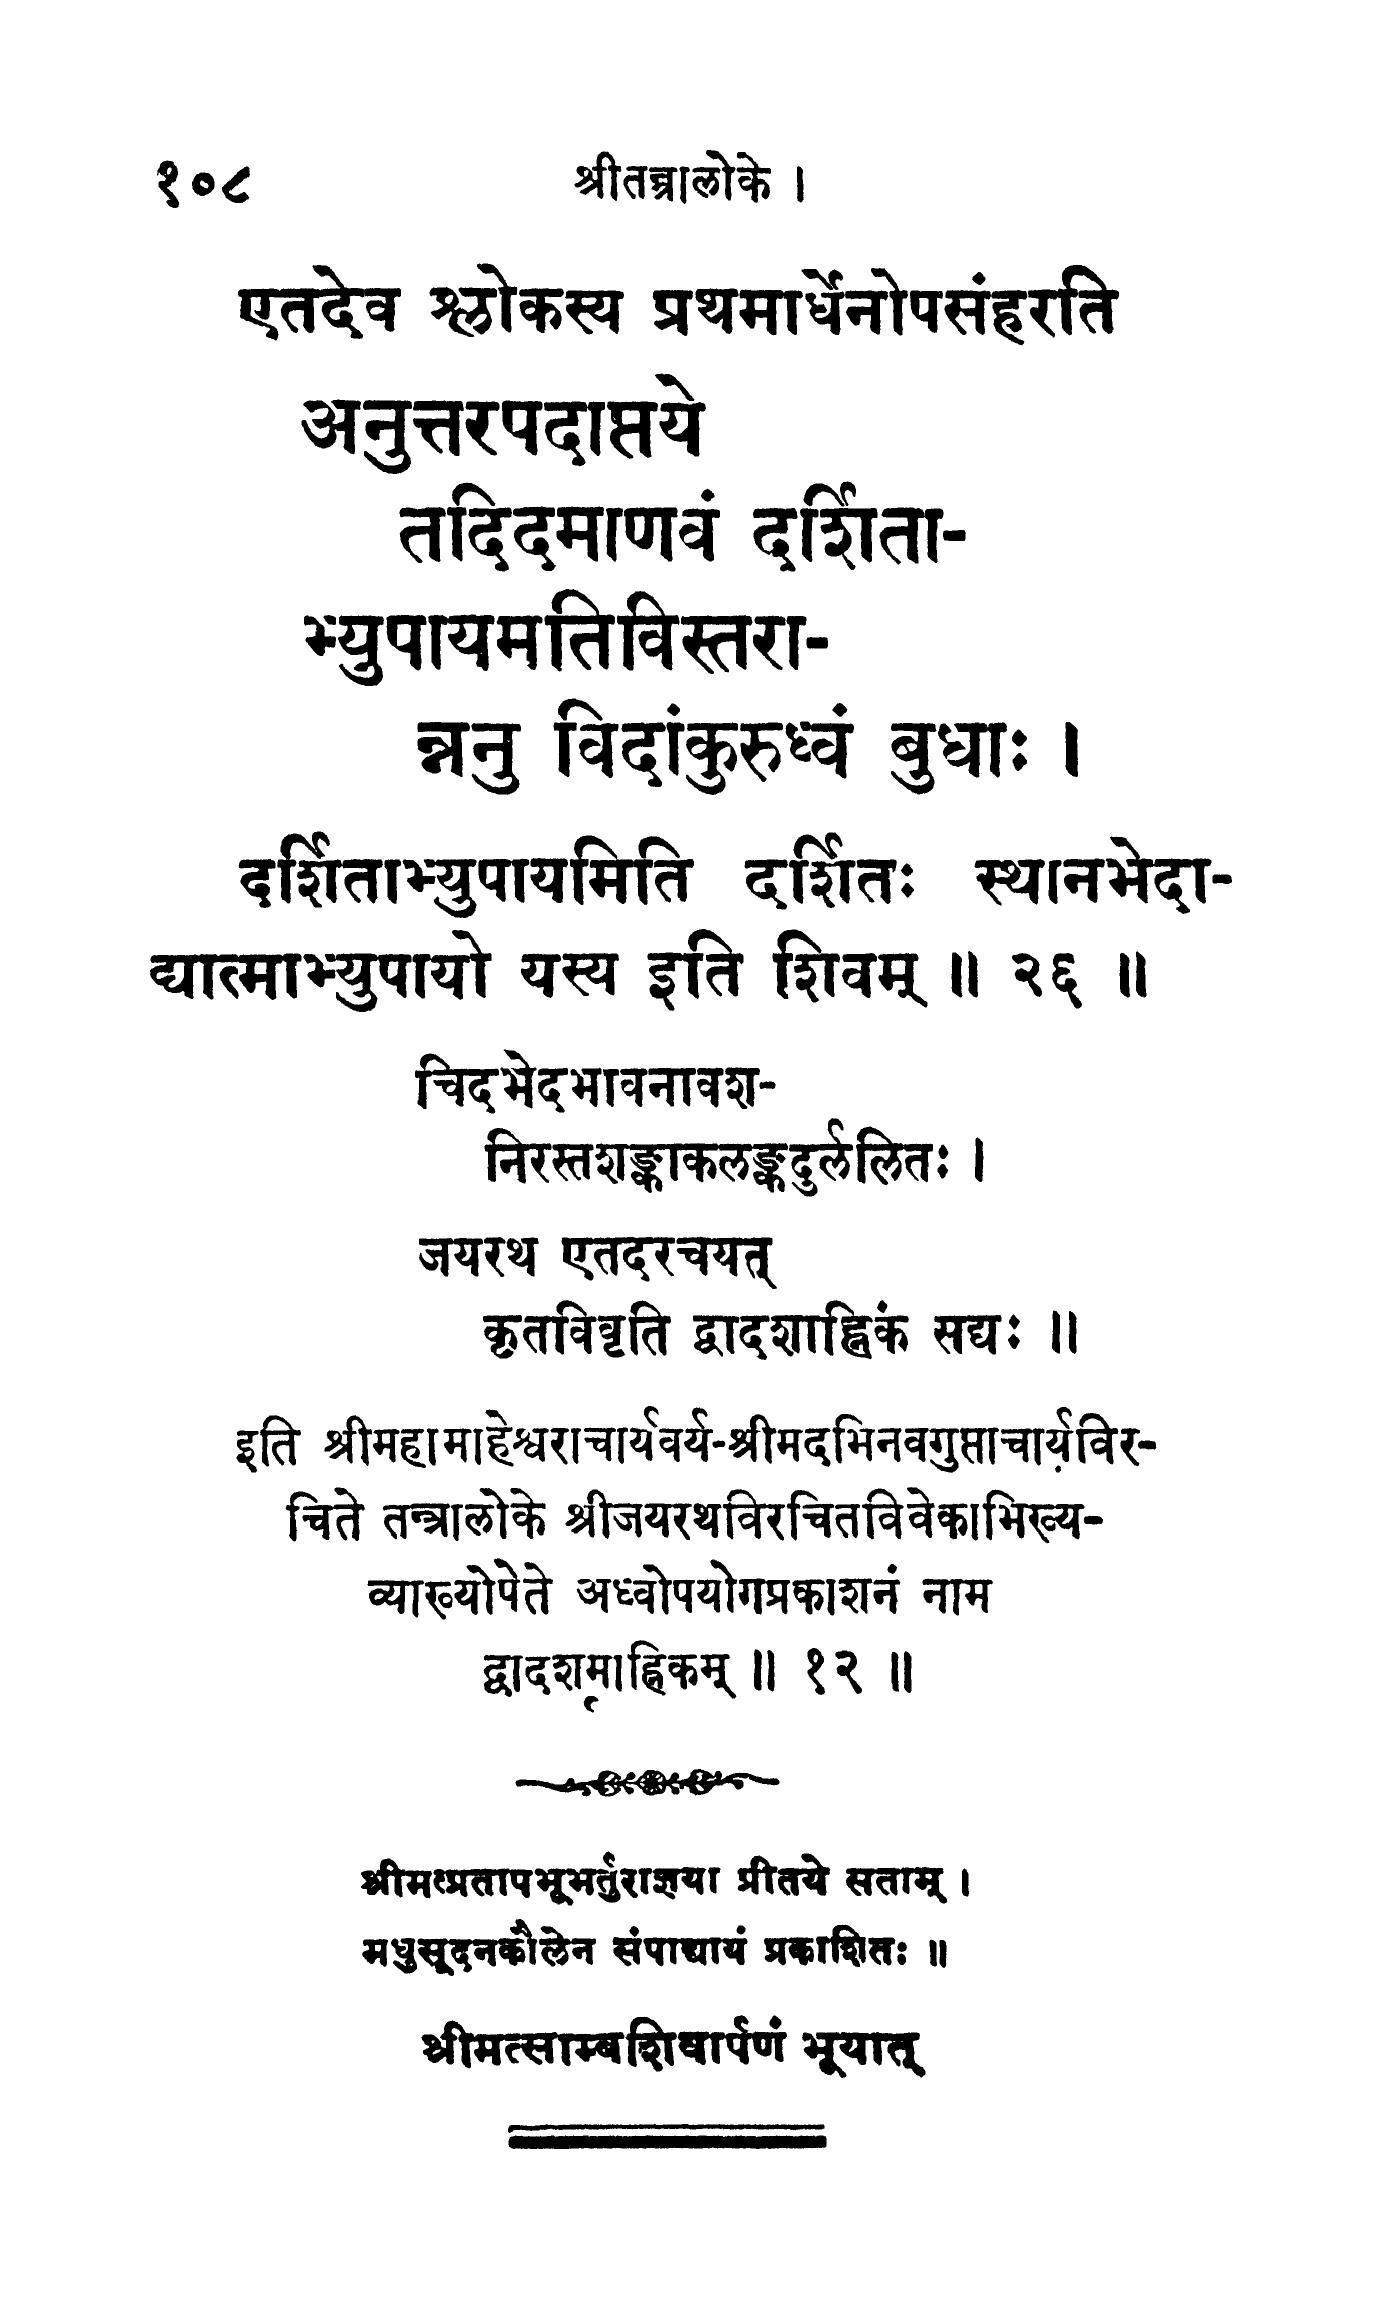 १०८ श्रीतन्त्रालोके ।
एतदेव श्लोकस्य प्रथमार्धेनोपसंहरति
अनुत्तरपदाप्तये
तदिदमाणवं दर्शिता-
भ्युपायमतिविस्तरा-
न्ननु विदांकुरुध्वं बुधाः ।
दर्शिताभ्युपायमिति दर्शितः स्थानभेदा-
द्यात्माभ्युपायो यस्य इति शिवम् ॥ २६ ॥
चिदभेदभावनावश-
निरस्तशङ्काकलङ्कदुर्ललितः ।
जयरथ एतदरचयत्
कृतविवृति द्वादशाह्निकं सद्यः ॥
इति श्रीमहामाहेश्वराचार्यवर्य-श्रीमदभिनवगुप्ताचार्यविर-
चिते तन्त्रालोके श्रीजयरथविरचितविवेकाभिख्य-
व्याख्योपेते अध्वोपयोगप्रकाशनं नाम
द्वादशमाह्निकम् ॥ १२ ॥
श्रीमत्प्रतापभूभर्तुराज्ञया प्रीतये सताम् ।
मधुसूदनकौलेन संपाद्यायं प्रकाशितः ॥
श्रीमत्साम्बशिवार्पणं भूयात्